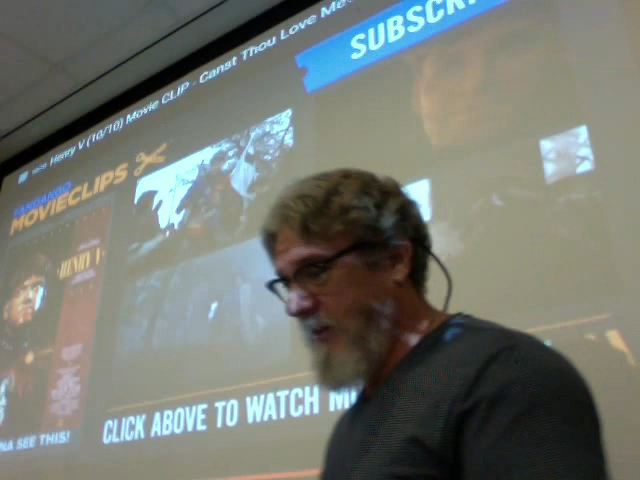 Henry V (10/10) Movie CLIP - Canst Thou Love Me
SUBSCRI
FANDANGO
MOVIECLIPS
HENRY V
CLICK ABOVE TO WATCH M
NA SEE THIS!